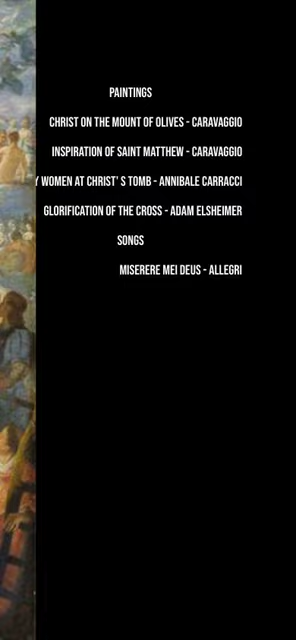 PAINTINGS
CHRIST ON THE MOUNT OF OLIVES - CARAVAGGIO
INSPIRATION OF SAINT MATTHEW - CARAVAGGIO
Y WOMEN AT CHRIST' S TOMB - ANNIBALE CARRACCI
GLORIFICATION OF THE CROSS - ADAM ELSHEIMER
SONGS
MISERERE MEI DEUS - ALLEGRI